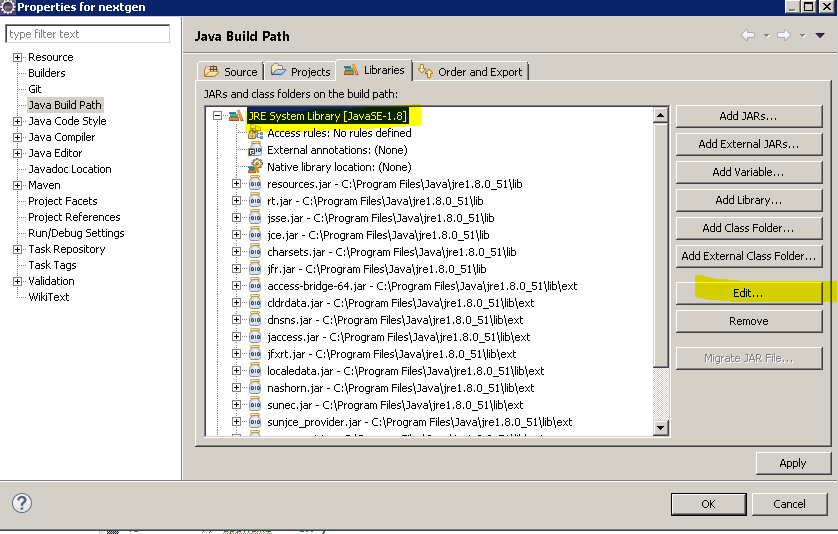 Properties for nextgen
type filter text
Resource
Builders
Git
Java Build Path
Java Code Style
Java Compiler
Java Editor
Javadoc Location
Maven
Project Facets
Project References
Run/Debug Settings
Task Repository
Task Tags
Validation
WikiText
Java Build Path
Source Projects Libraries Order and Export
JARs and class folders on the build path:
JRE System Library [JavaSE-1.8]
Access rules: No rules defined
External annotations: (None)
Native library location: (None)
resources.jar - C:\Program Files\Java\jre1.8.0_51\lib
rt.jar - C:\Program Files\Java\jre1.8.0_51\lib
jsse.jar - C:\Program Files\Java\jre1.8.0_51\lib
jce.jar - C:\Program Files\Java\jre1.8.0_51\lib
charsets.jar - C:\Program Files\Java\jre1.8.0_51\lib
jfr.jar - C:\Program Files\Java\jre1.8.0_51\lib
access-bridge-64.jar - C:\Program Files\Java\jre1.8.0_51\lib\ext
cldrdata.jar - C:\Program Files\Java\jre1.8.0_51\lib\ext
dnsns.jar - C:\Program Files\Java\jre1.8.0_51\lib\ext
jaccess.jar - C:\Program Files\Java\jre1.8.0_51\lib\ext
jfxrt.jar - C:\Program Files\Java\jre1.8.0_51\lib\ext
localedata.jar - C:\Program Files\Java\jre1.8.0_51\lib\ext
nashorn.jar - C:\Program Files\Java\jre1.8.0_51\lib\ext
sunec.jar - C:\Program Files\Java\jre1.8.0_51\lib\ext
sunjce_provider.jar - C:\Program Files\Java\jre1.8.0_51\lib\ext
Add JARs...
Add External JARs...
Add Variable...
Add Library...
Add Class Folder...
Add External Class Folder...
Edit...
Remove
Migrate JAR File...
Apply
OK Cancel